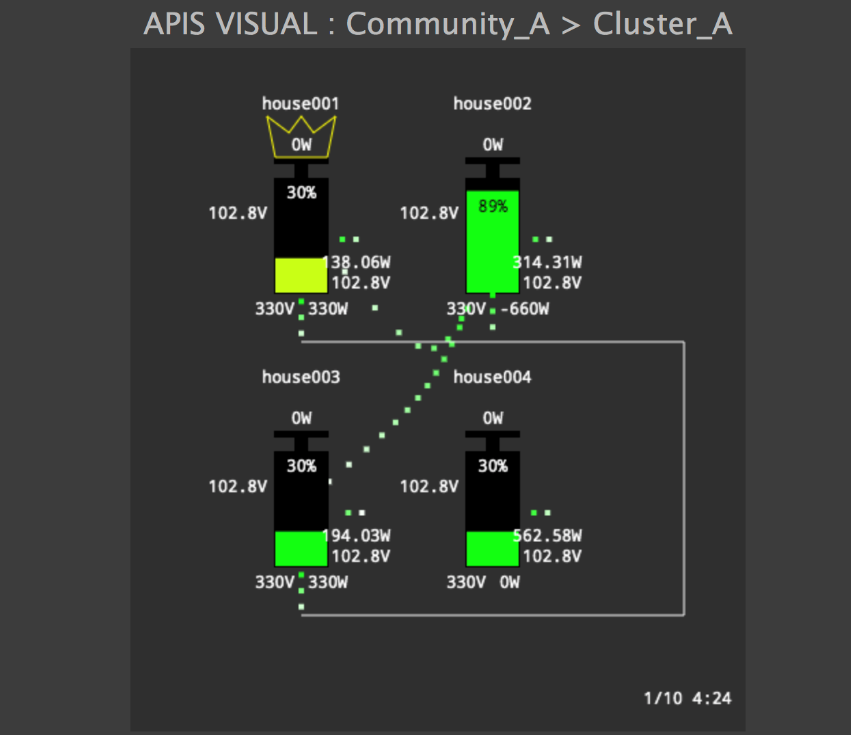 APIS VISUAL : Community_A > Cluster_A
house001
0W
30%
102.8V
138.06W
102.8V
330V 330W
house002
0W
89%
102.8V
314.31W
102.8V
330V -660W
house003
0W
30%
102.8V
194.03W
102.8V
330V 330W
house004
0W
30%
102.8V
562.58W
102.8V
330V 0W
1/10 4:24